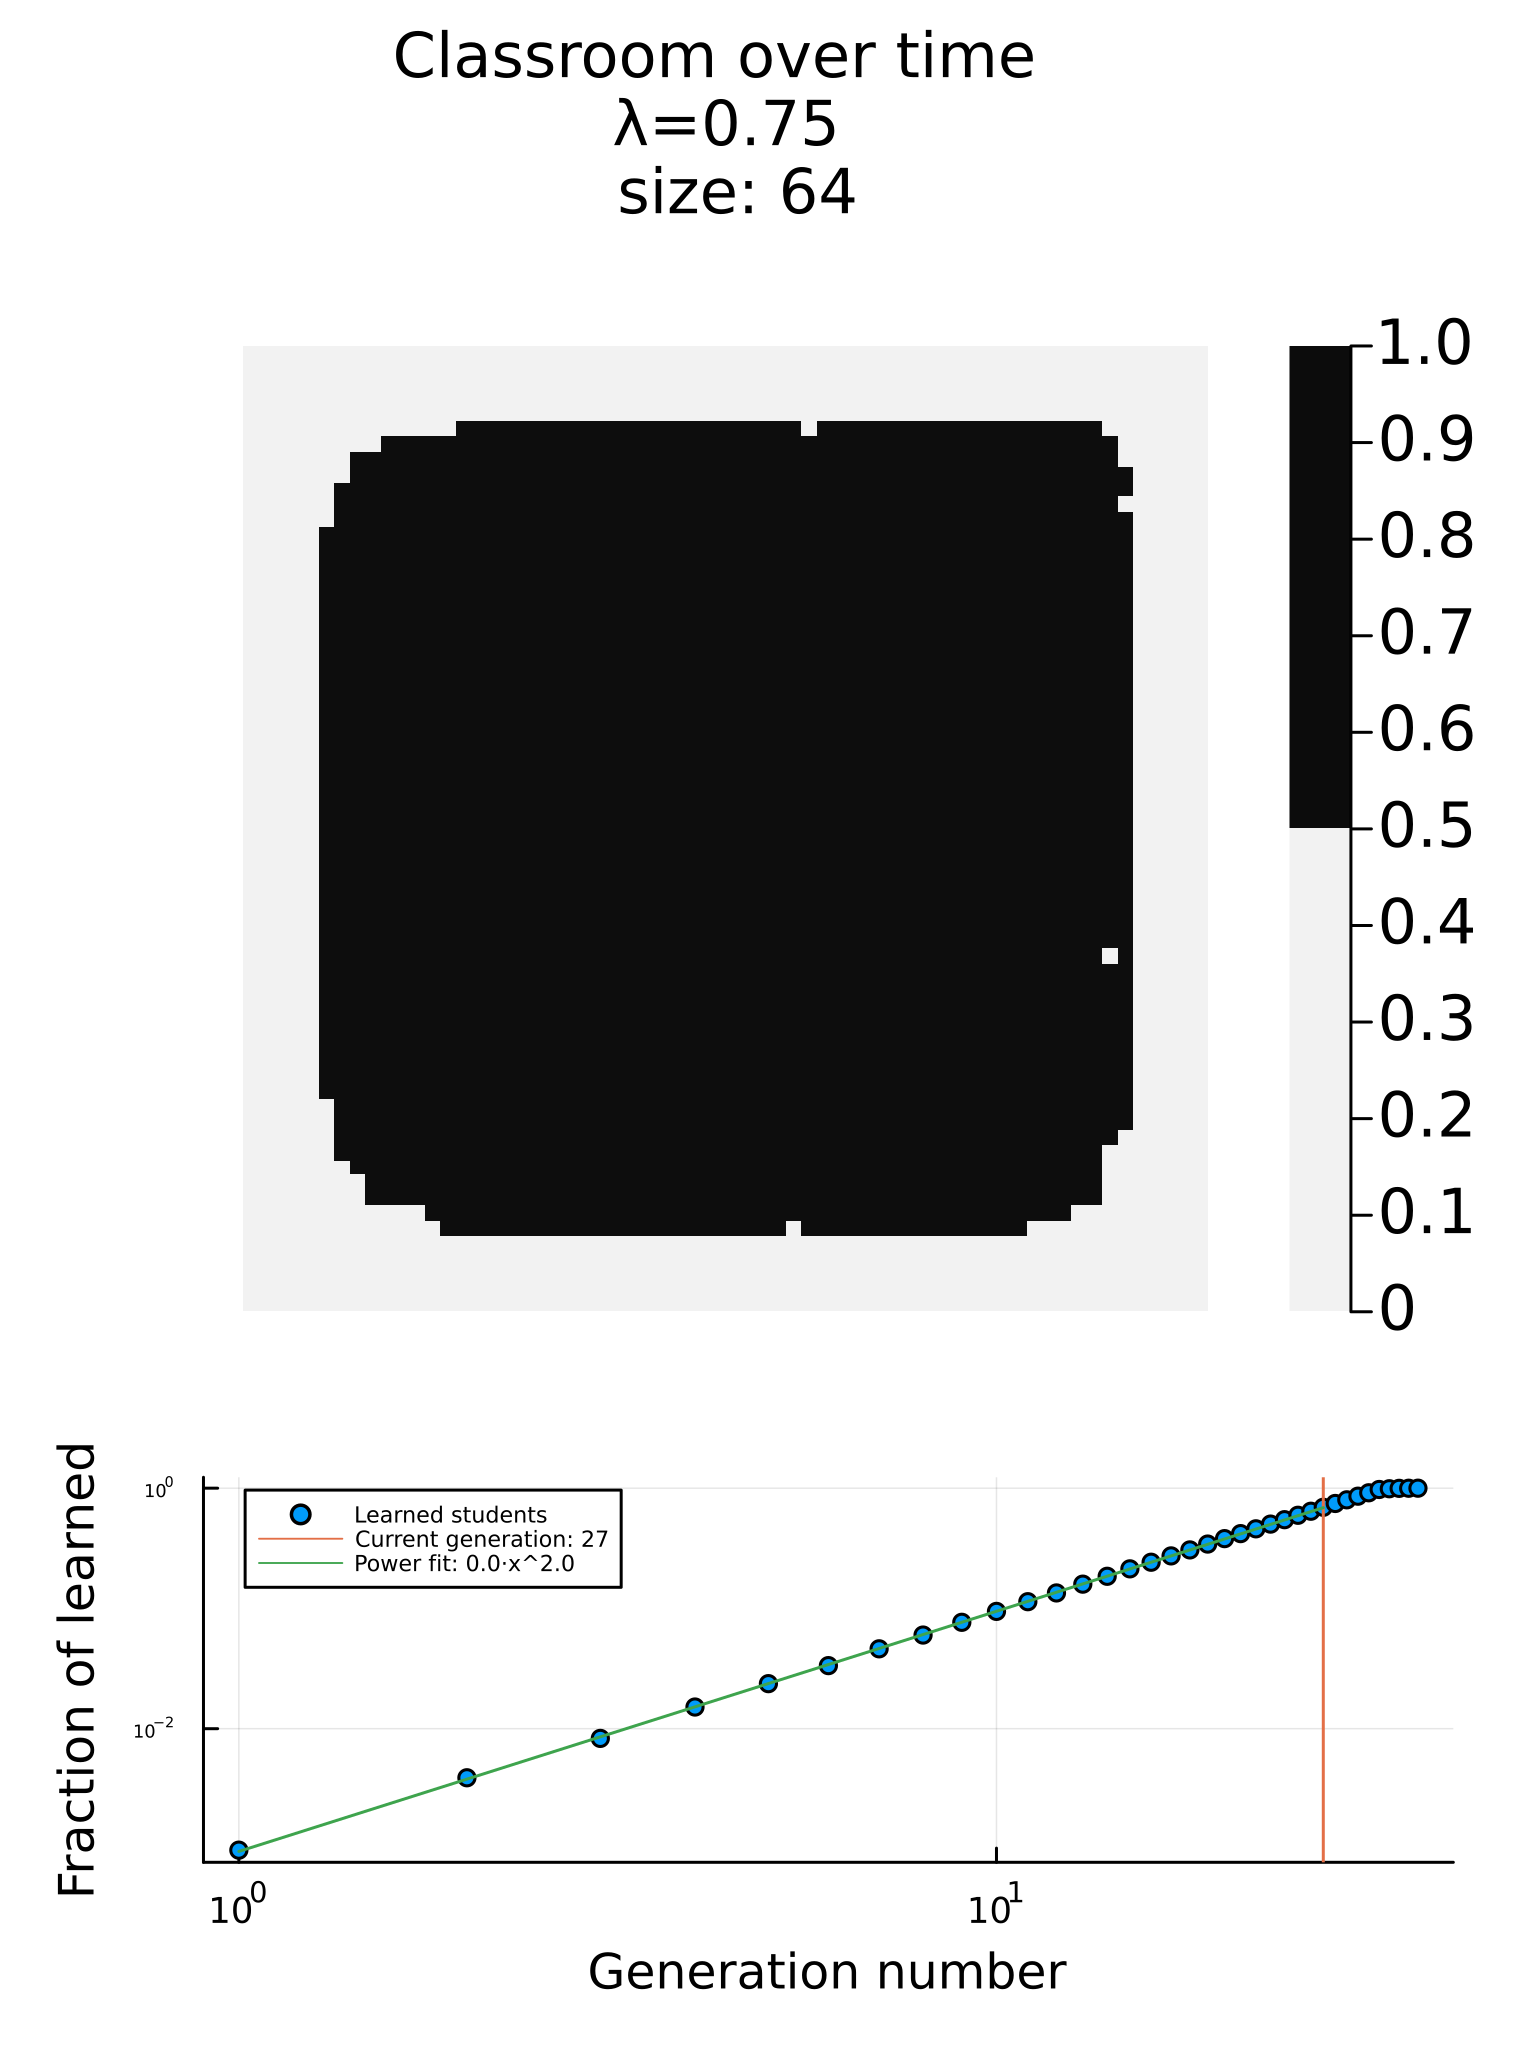 Classroom over time
λ=0.75
size: 64
1.0
0.9
0.8
0.7
0.6
0.5
0.4
0.3
0.2
0.1
0
Fraction of learned
10^0
10^−2
Learned students
Current generation: 27
Power fit: 0.0·x^2.0
10^0
10^1
Generation number